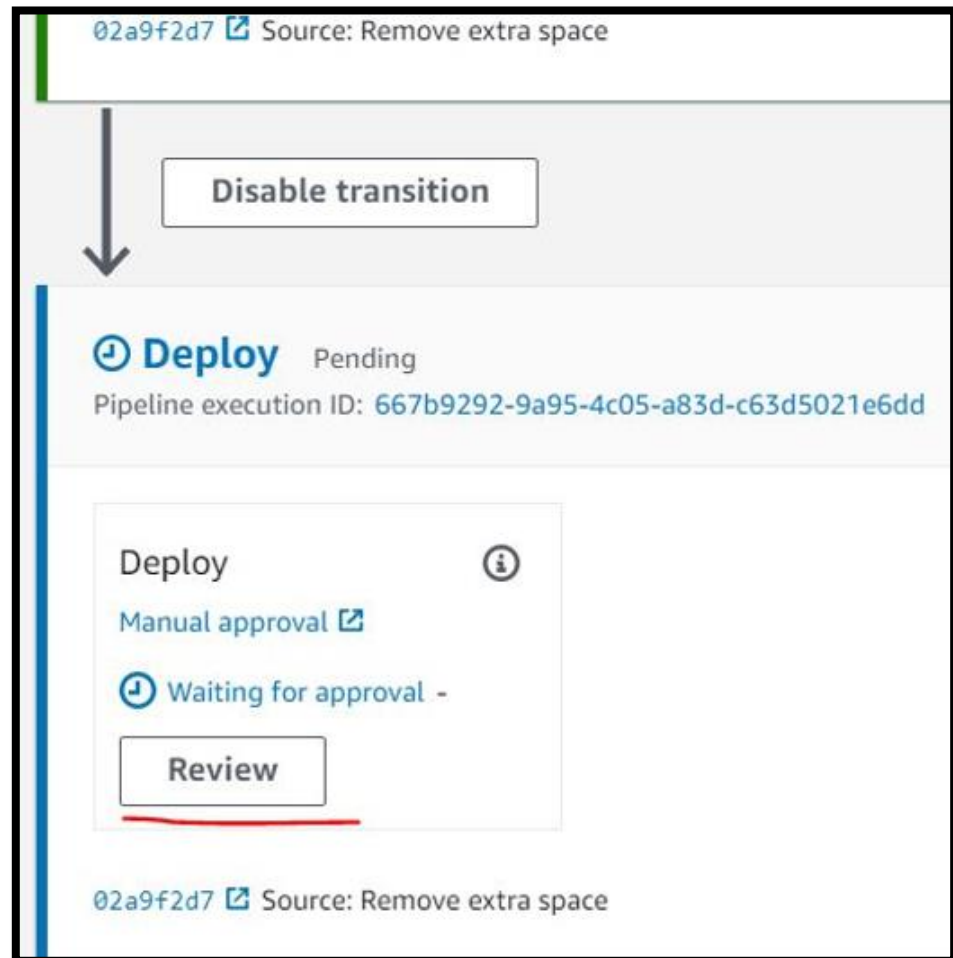 02a9f2d7 Source: Remove extra space
Disable transition
Deploy Pending
Pipeline execution ID: 667b9292-9a95-4c05-a83d-c63d5021e6dd
Deploy
Manual approval
Waiting for approval -
Review
02a9f2d7 Source: Remove extra space